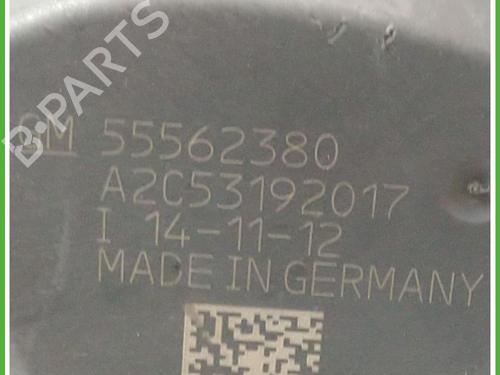 B-PARTS
GM 55562380
A2C53192017
I 14-11-12
MADE IN GERMANY